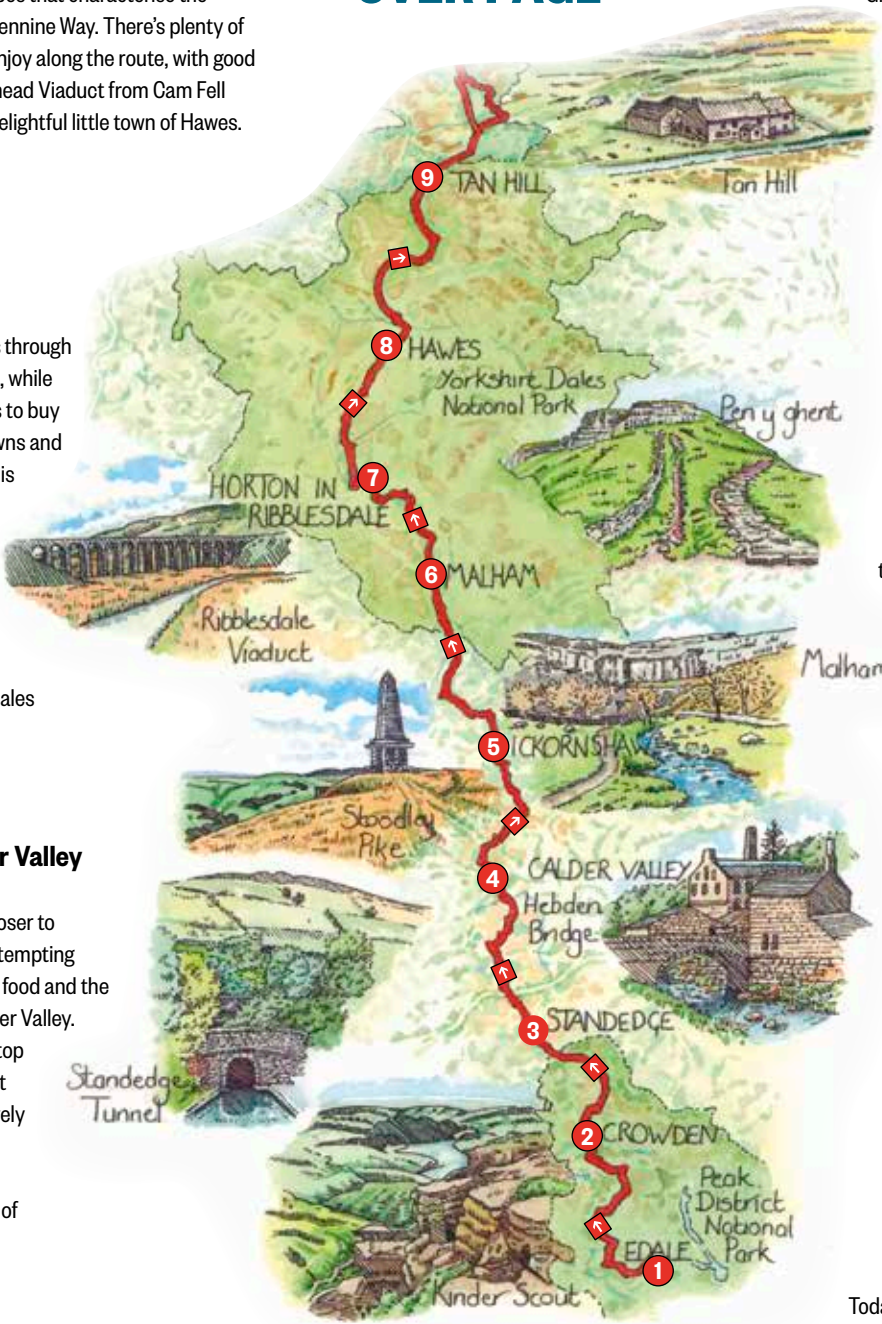 ennine Way. There's plenty of
njoy along the route, with good
head Viaduct from Cam Fell
elightful little town of Hawes.
OVER PAGE
9 TAN HILL
Tan Hill
s through
, while
s to buy
wns and
is
8 HAWES
Yorkshire Dales
National Park
Pen y ghent
7
HORTON IN
RIBBLESDALE
6 MALHAM
t
Ribblesdale
Viaduct
Malham
ales
5 ICKORNSHAW
Stoodley
Pike
r Valley
4 CALDER VALLEY
Hebden
Bridge
oser to
tempting
food and the
er Valley.
top
t
ely
of
3 STANDEDGE
Standedge
Tunnel
2 CROWDEN
Peak
District
National
Park
EDALE 1
Kinder Scout
Toda